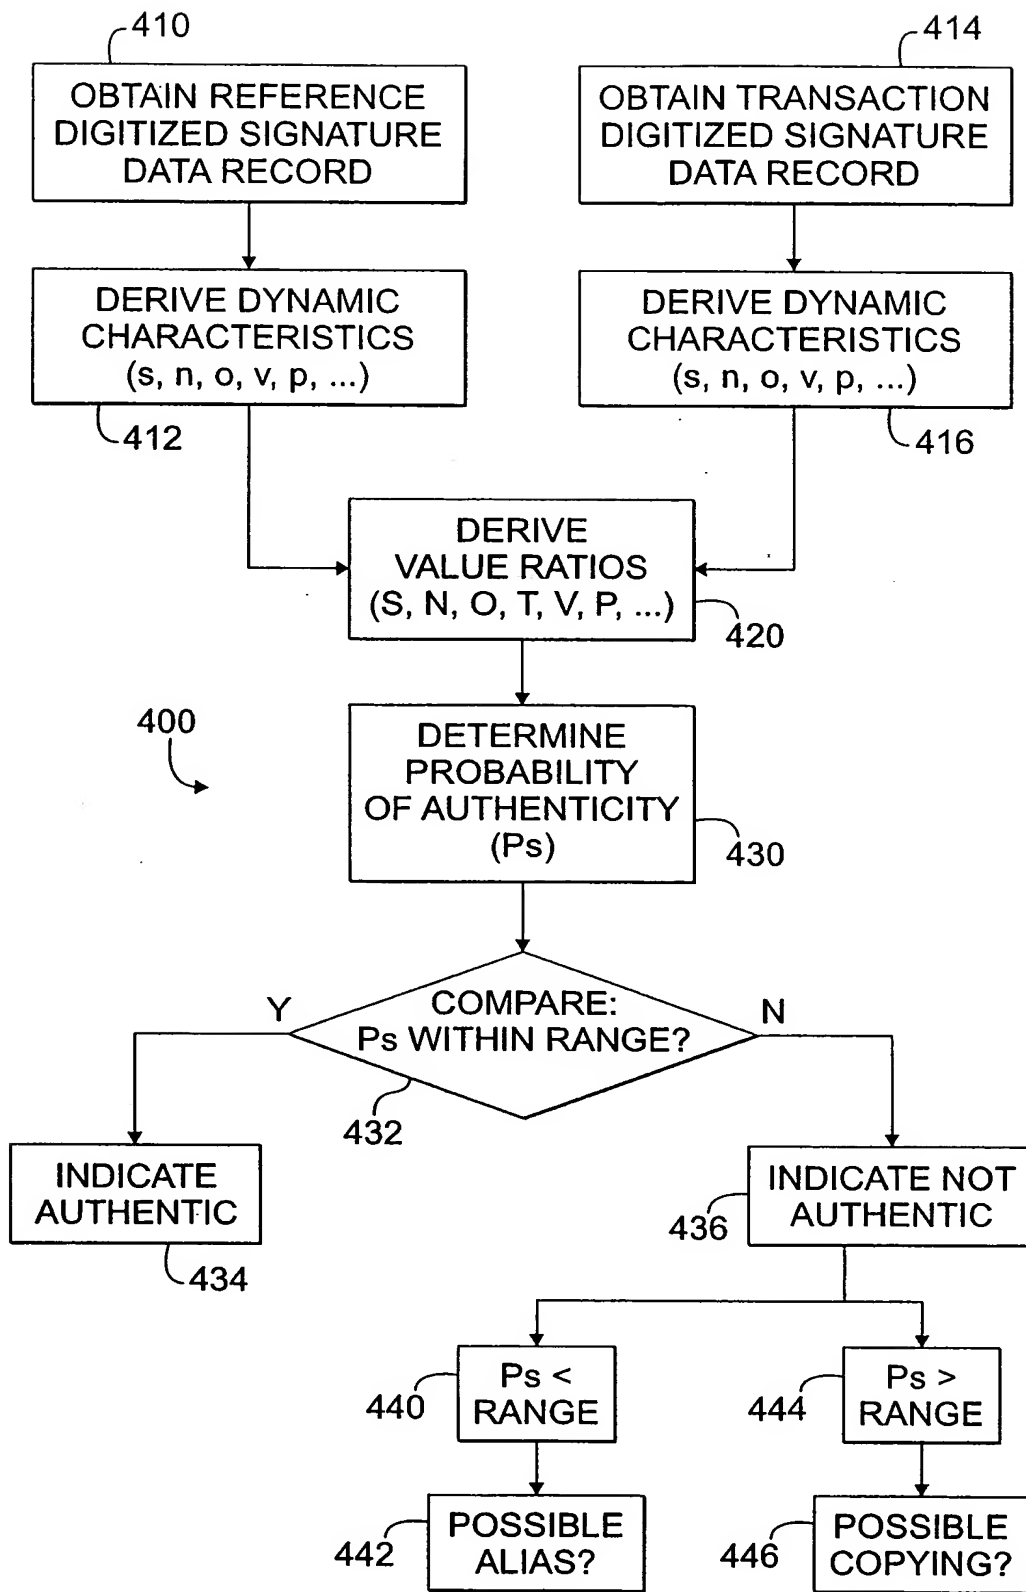 410
414
OBTAIN REFERENCE
DIGITIZED SIGNATURE
DATA RECORD
OBTAIN TRANSACTION
DIGITIZED SIGNATURE
DATA RECORD
DERIVE DYNAMIC
CHARACTERISTICS
(s, n, o, v, p, ...)
412
DERIVE DYNAMIC
CHARACTERISTICS
(s, n, o, v, p, ...)
416
DERIVE
VALUE RATIOS
(S, N, O, T, V, P, ...)
420
400
DETERMINE
PROBABILITY
OF AUTHENTICITY
(Ps)
430
COMPARE:
Ps WITHIN RANGE?
Y
N
432
INDICATE
AUTHENTIC
434
INDICATE NOT
AUTHENTIC
436
Ps <
RANGE
440
Ps >
RANGE
444
POSSIBLE
ALIAS?
442
POSSIBLE
COPYING?
446